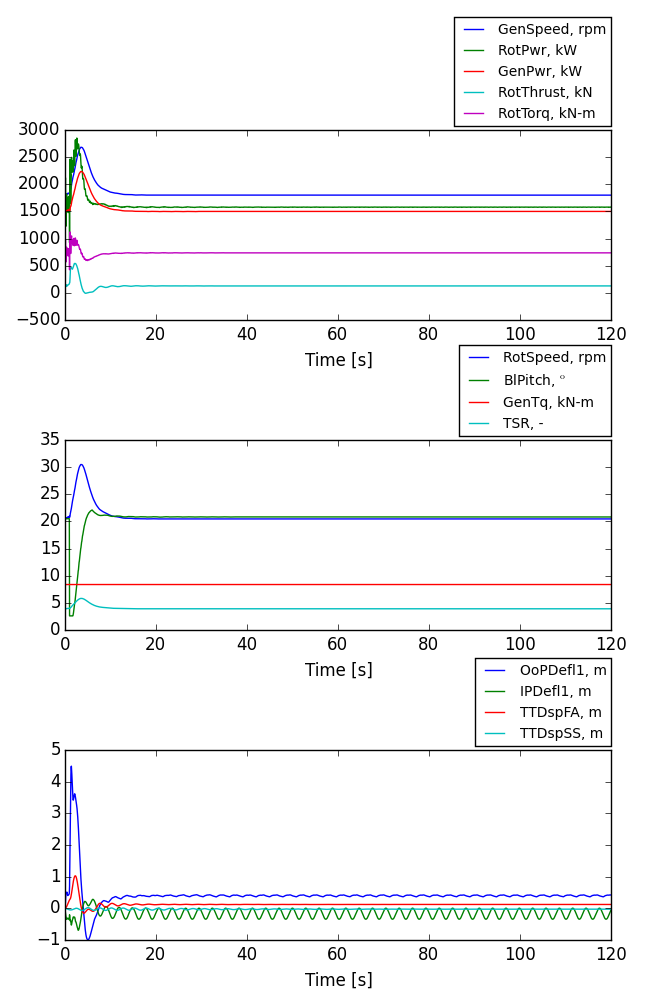 GenSpeed, rpm
RotPwr, kW
GenPwr, kW
RotThrust, kN
RotTorq, kN-m
3000
2500
2000
1500
1000
500
0
−500
0 20 40 60 80 100 120
Time [s]
RotSpeed, rpm
BlPitch, °
GenTq, kN-m
TSR, -
35
30
25
20
15
10
5
0
0 20 40 60 80 100 120
Time [s]
OoPDefl1, m
IPDefl1, m
TTDspFA, m
TTDspSS, m
5
4
3
2
1
0
−1
0 20 40 60 80 100 120
Time [s]